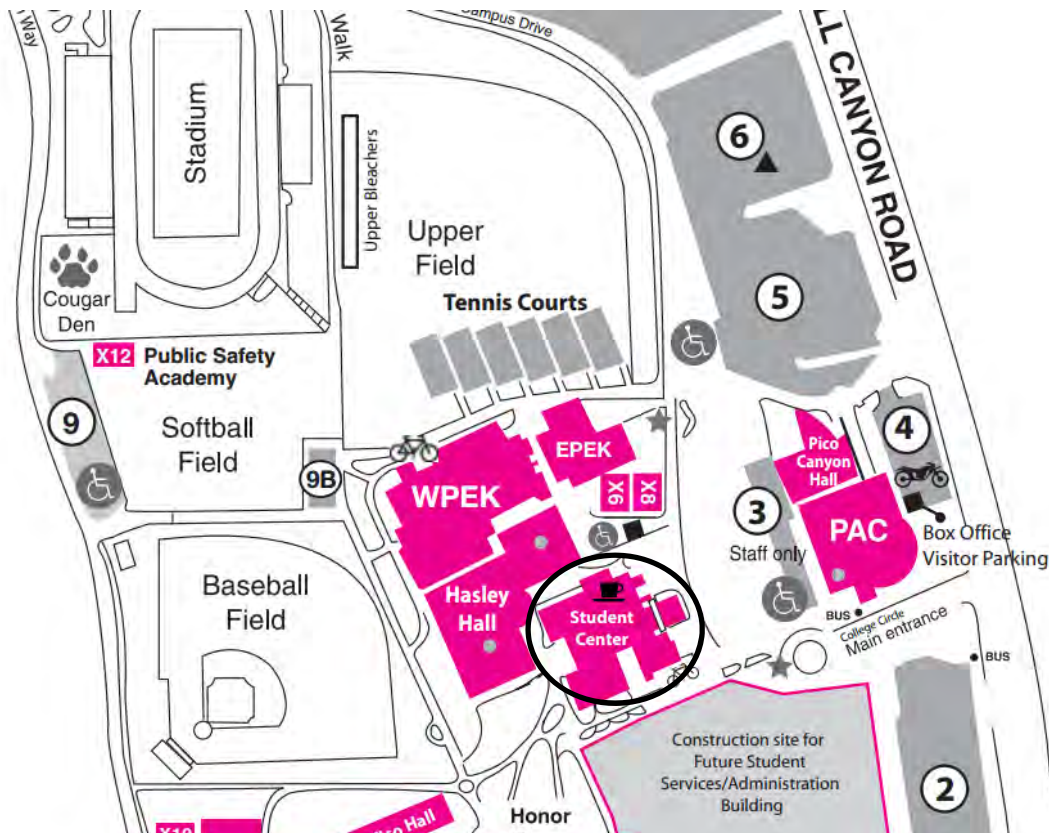 Way
Walk
Campus Drive
LL CANYON ROAD
Stadium
Upper Bleachers
6
Upper
Field
5
Cougar
Den
Tennis Courts
X12 Public Safety
Academy
9
Softball
Field
9B
WPEK
EPEK
X6
X8
Pico
Canyon
Hall
4
3
Staff only
PAC
Box Office
Visitor Parking
Baseball
Field
Hasley
Hall
Student
Center
BUS
College Circle
Main entrance
BUS
Construction site for
Future Student
Services/Administration
Building
2
Honor
Hall